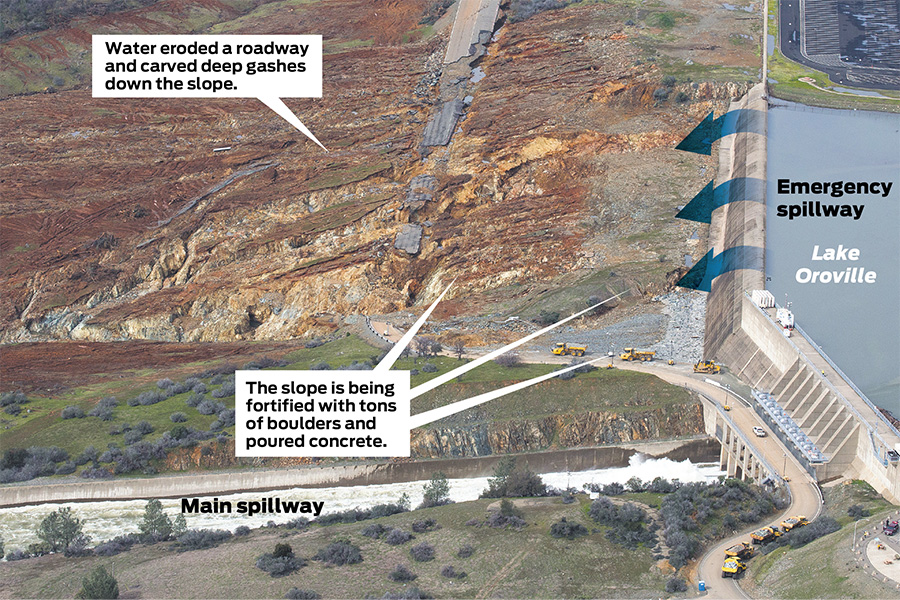 Water eroded a roadway
and carved deep gashes
down the slope.
Emergency
spillway
Lake
Oroville
The slope is being
fortified with tons
of boulders and
poured concrete.
Main spillway